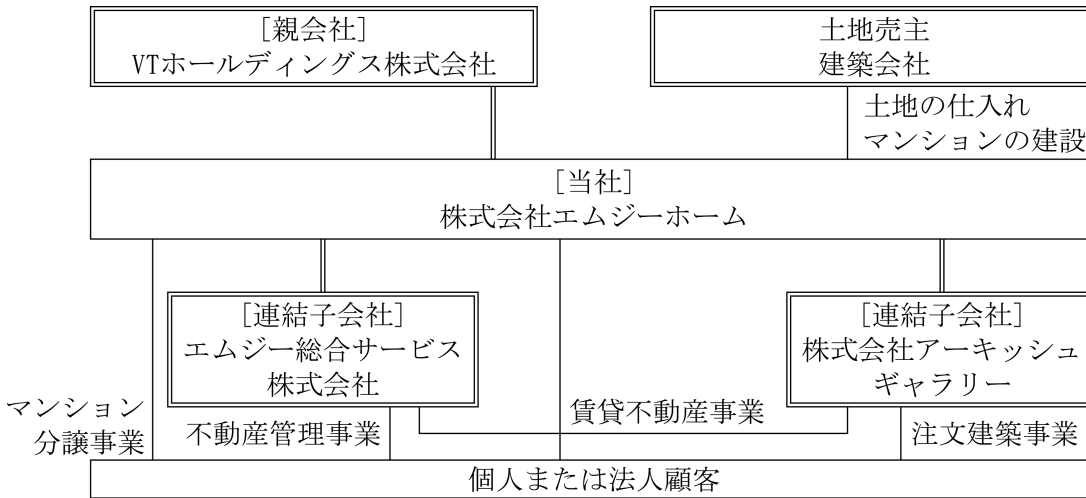 [親会社]
VTホールディングス株式会社
土地売主
建築会社
土地の仕入れ
マンションの建設
[当社]
株式会社エムジーホーム
[連結子会社]
エムジー総合サービス
株式会社
[連結子会社]
株式会社アーキッシュ
ギャラリー
マンション
分譲事業
不動産管理事業
賃貸不動産事業
注文建築事業
個人または法人顧客